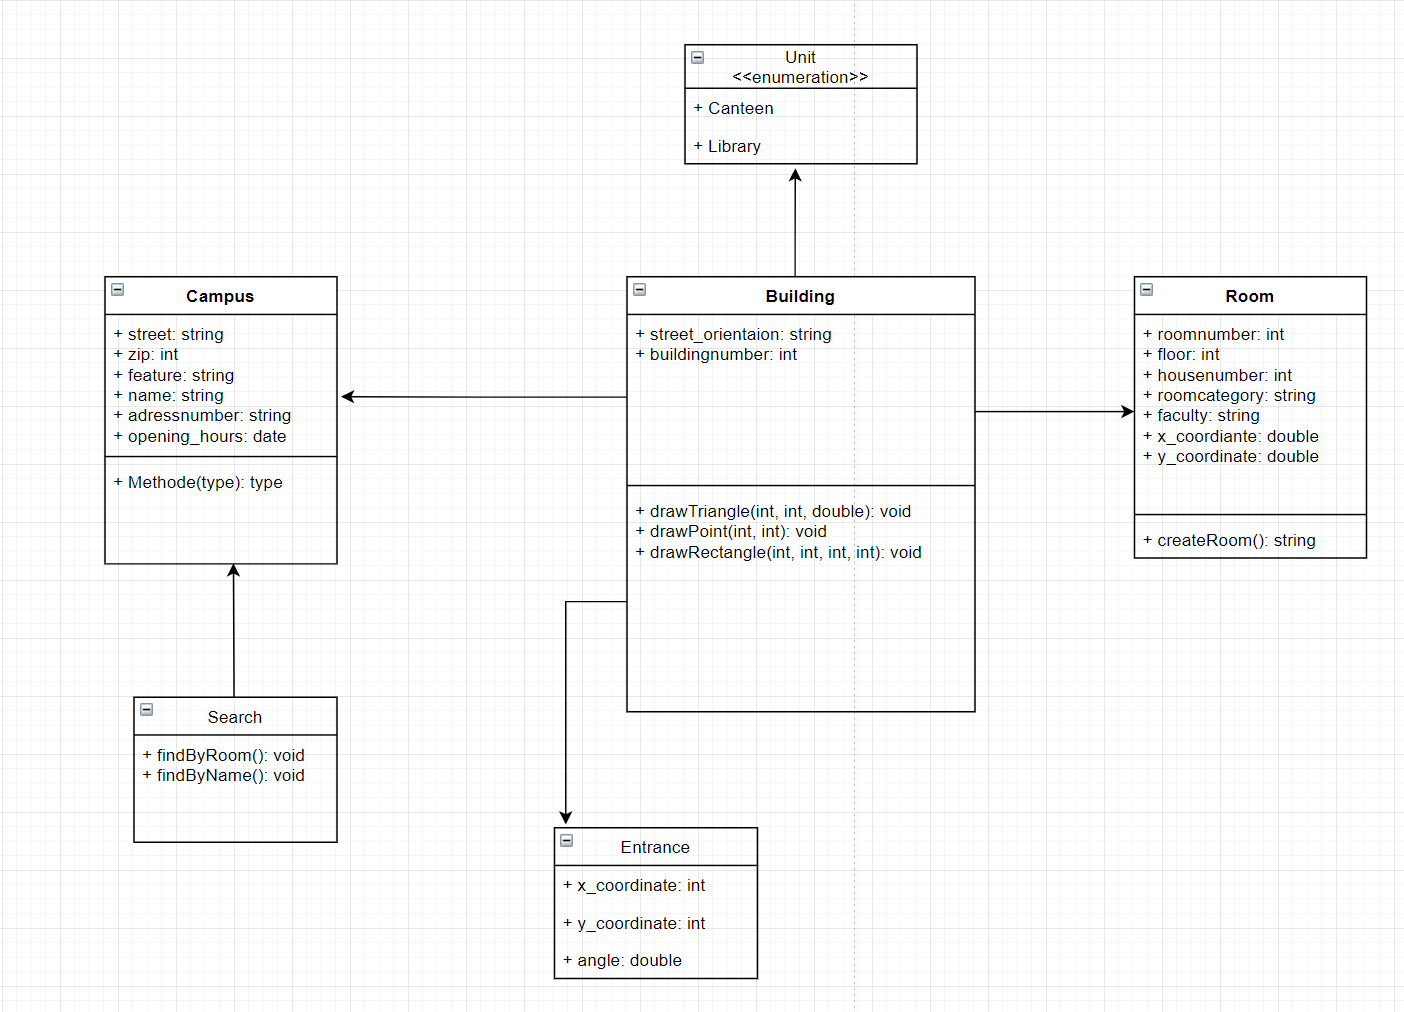 Unit
<<enumeration>>
+ Canteen
+ Library
Campus
+ street: string
+ zip: int
+ feature: string
+ name: string
+ adressnumber: string
+ opening_hours: date
+ Methode(type): type
Building
+ street_orientaion: string
+ buildingnumber: int
+ drawTriangle(int, int, double): void
+ drawPoint(int, int): void
+ drawRectangle(int, int, int, int): void
Room
+ roomnumber: int
+ floor: int
+ housenumber: int
+ roomcategory: string
+ faculty: string
+ x_coordiante: double
+ y_coordinate: double
+ createRoom(): string
Search
+ findByRoom(): void
+ findByName(): void
Entrance
+ x_coordinate: int
+ y_coordinate: int
+ angle: double